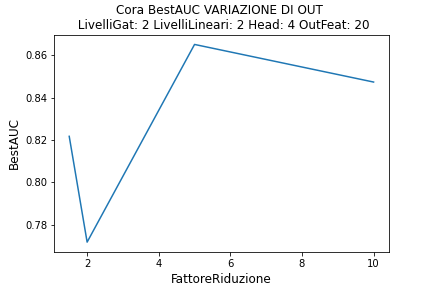 Cora BestAUC VARIAZIONE DI OUT
LivelliGat: 2 LivelliLineari: 2 Head: 4 OutFeat: 20
0.86
0.84
0.82
0.80
0.78
BestAUC
2
4
6
8
10
FattoreRiduzione